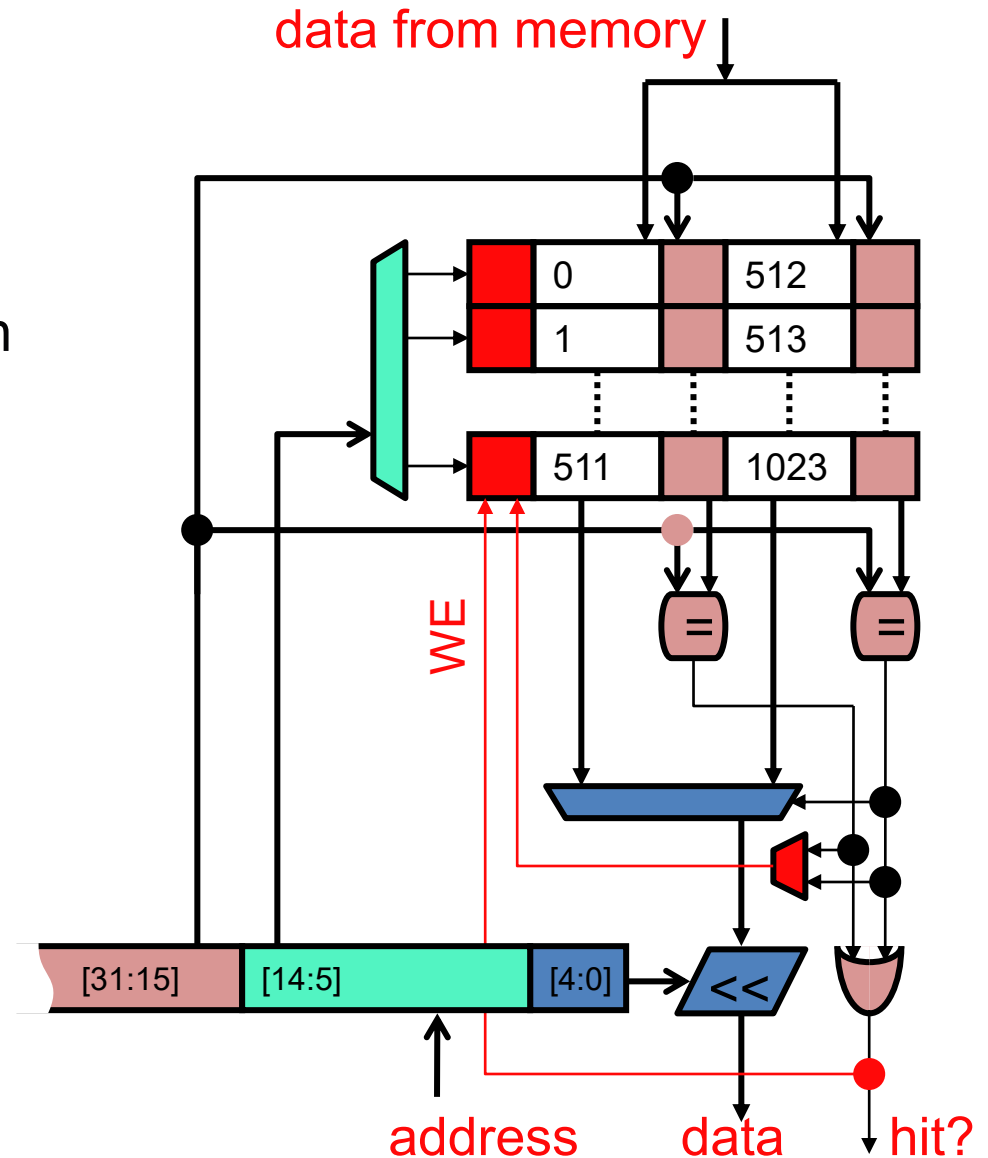 data from memory
0 512
1 513
n
511 1023
WE
= =
[31:15] [14:5] [4:0] <<
address data hit?